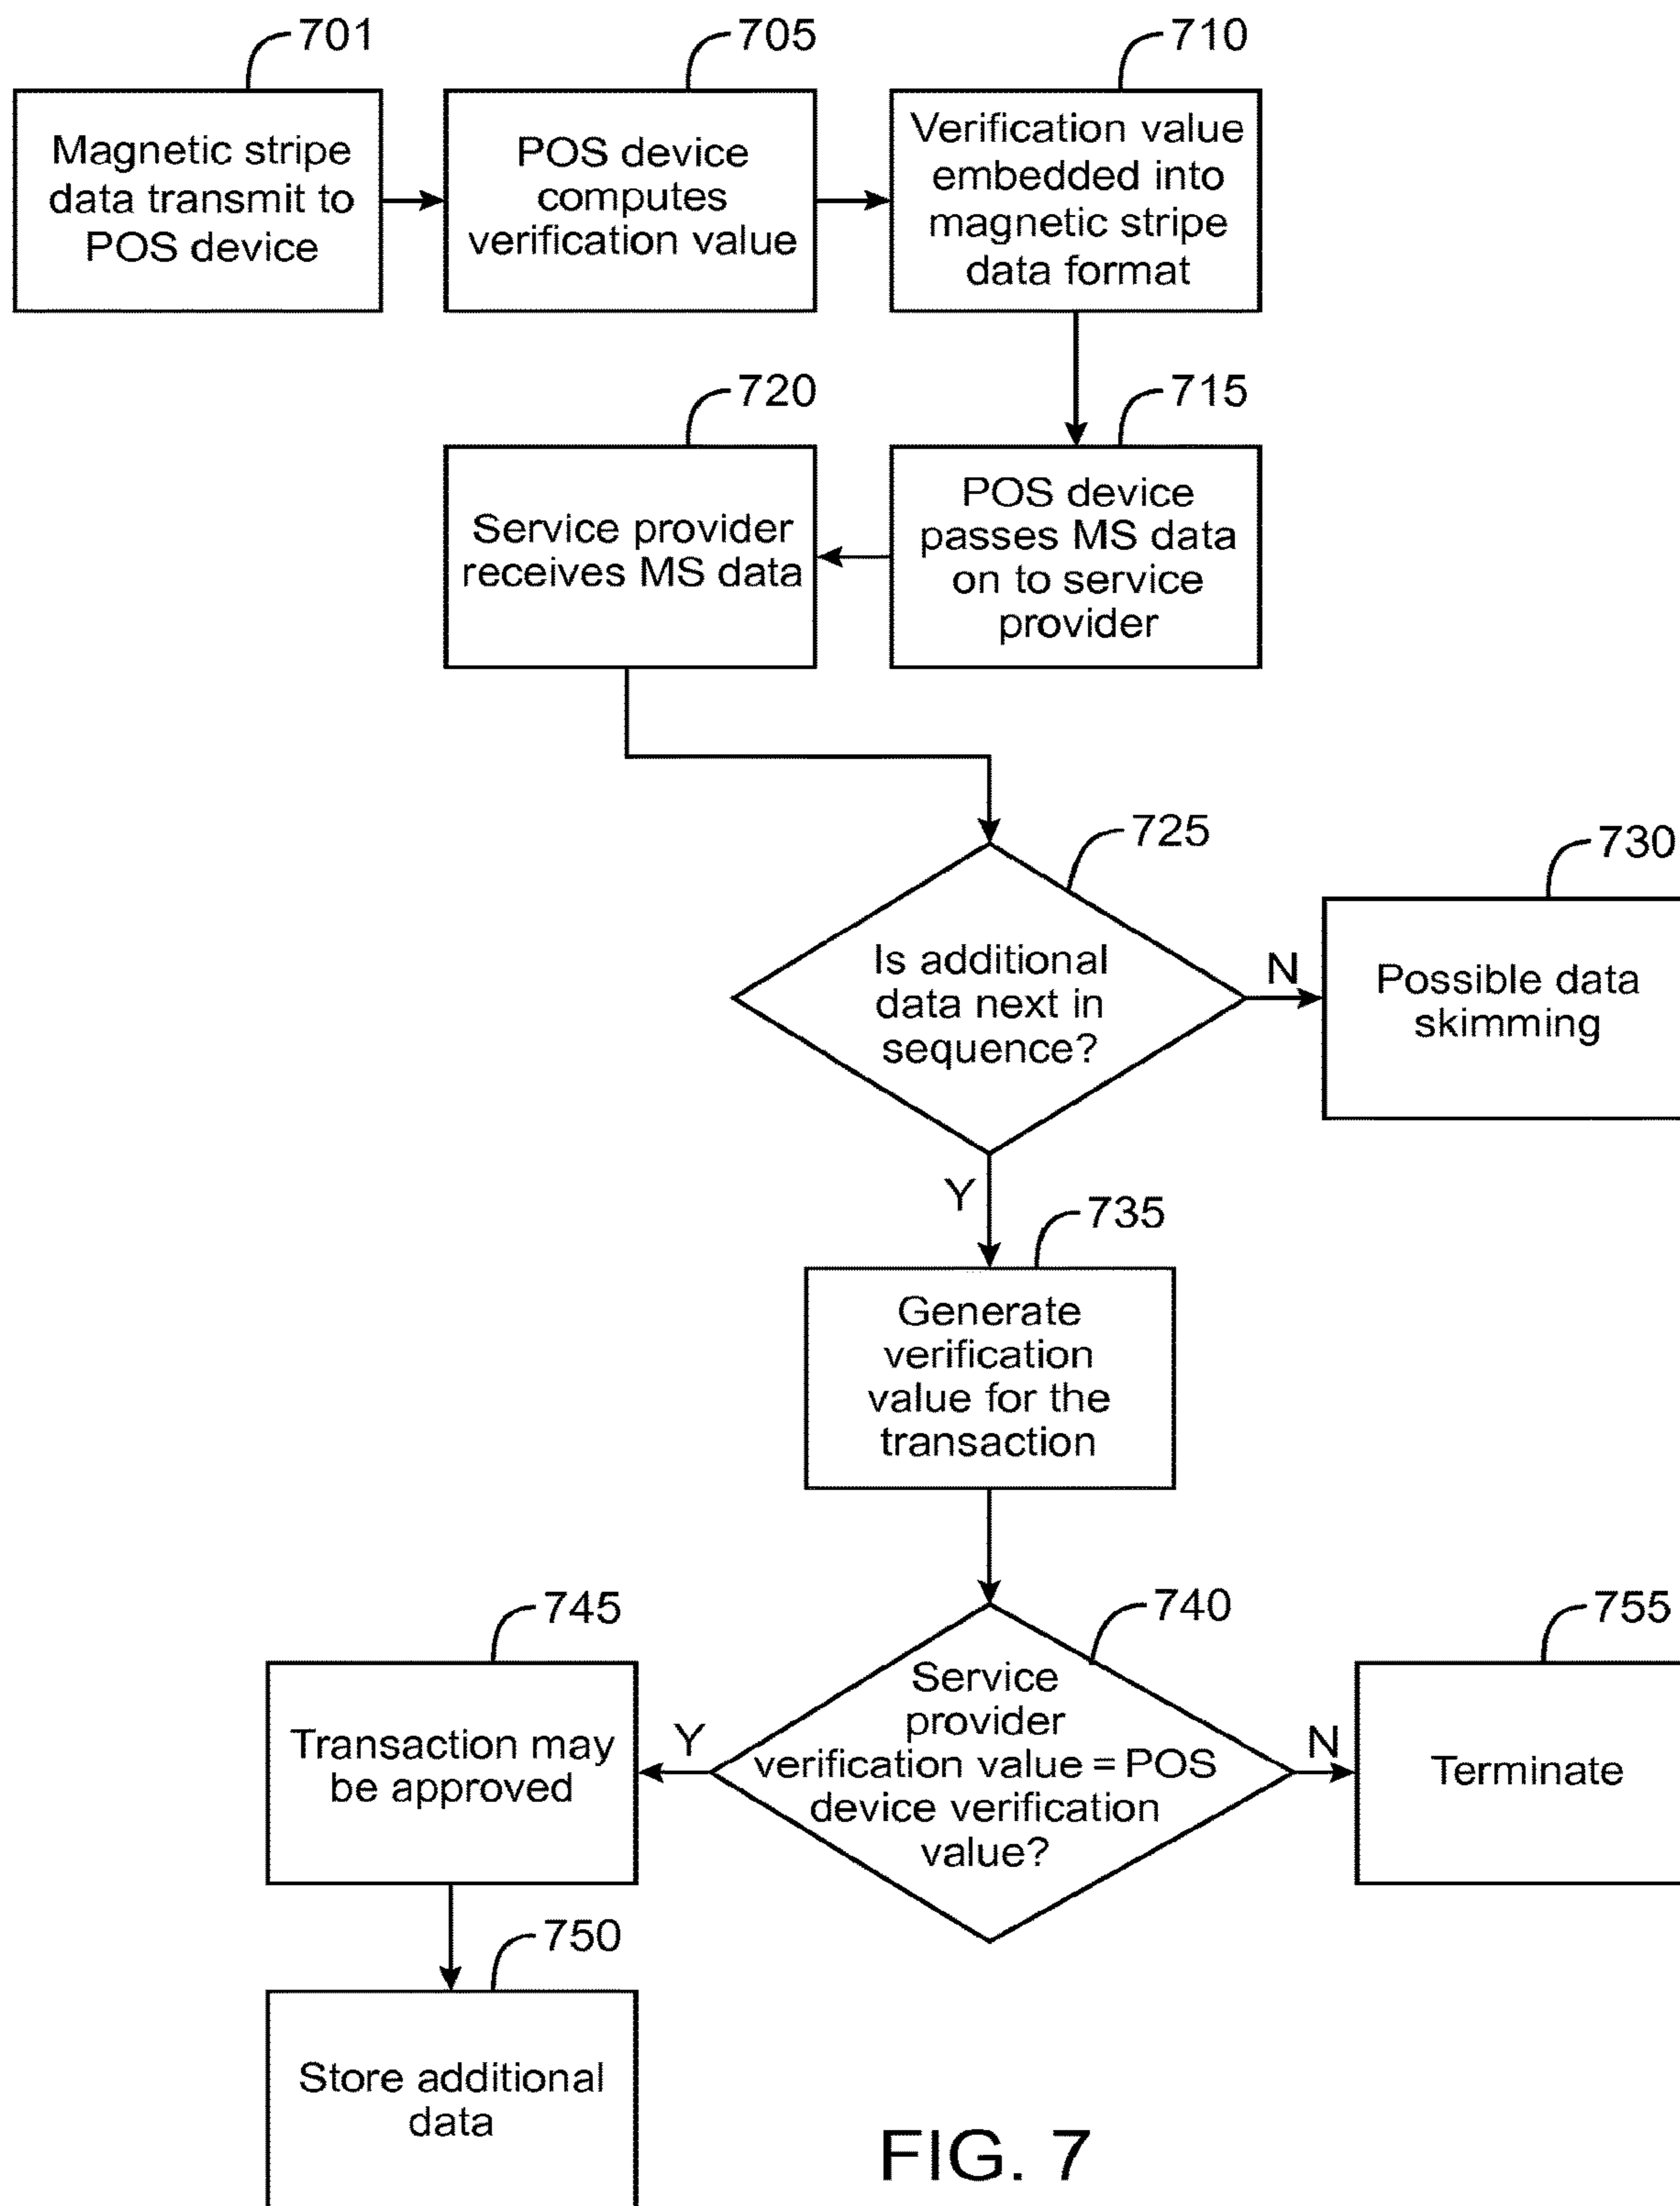 701
Magnetic stripe
data transmit to
POS device
705
POS device
computes
verification value
710
Verification value
embedded into
magnetic stripe
data format
715
POS device
passes MS data
on to service
provider
720
Service provider
receives MS data
725
Is additional
data next in
sequence?
N
730
Possible data
skimming
Y
735
Generate
verification
value for the
transaction
740
Service
provider
verification value = POS
device verification
value?
Y
745
Transaction may
be approved
N
755
Terminate
750
Store additional
data
FIG. 7